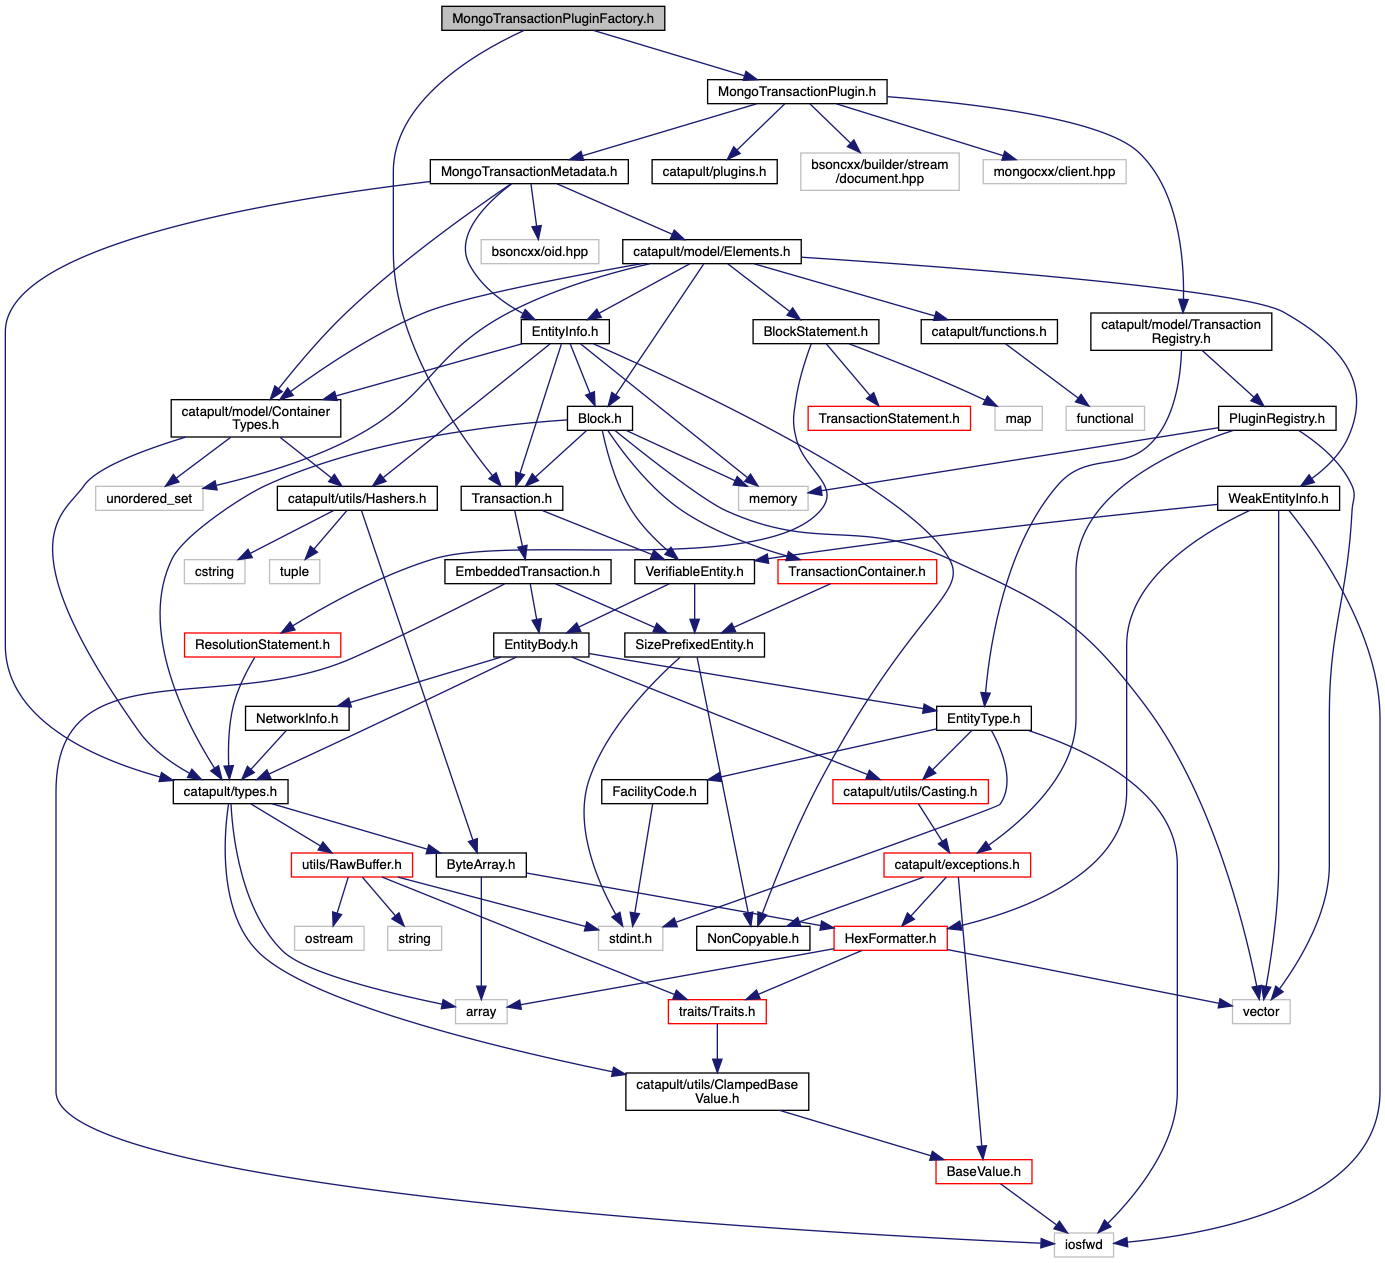 MongoTransactionPluginFactory.h
MongoTransactionPlugin.h
MongoTransactionMetadata.h
catapult/plugins.h
bsoncxx/builder/stream
/document.hpp
mongocxx/client.hpp
bsoncxx/oid.hpp
catapult/model/Elements.h
EntityInfo.h
BlockStatement.h
catapult/functions.h
catapult/model/Transaction
Registry.h
catapult/model/Container
Types.h
Block.h
TransactionStatement.h
map
functional
PluginRegistry.h
unordered_set
catapult/utils/Hashers.h
Transaction.h
memory
WeakEntityInfo.h
cstring
tuple
EmbeddedTransaction.h
VerifiableEntity.h
TransactionContainer.h
ResolutionStatement.h
EntityBody.h
SizePrefixedEntity.h
NetworkInfo.h
EntityType.h
catapult/types.h
FacilityCode.h
catapult/utils/Casting.h
utils/RawBuffer.h
ByteArray.h
catapult/exceptions.h
ostream
string
stdint.h
NonCopyable.h
HexFormatter.h
array
traits/Traits.h
vector
catapult/utils/ClampedBase
Value.h
BaseValue.h
iosfwd